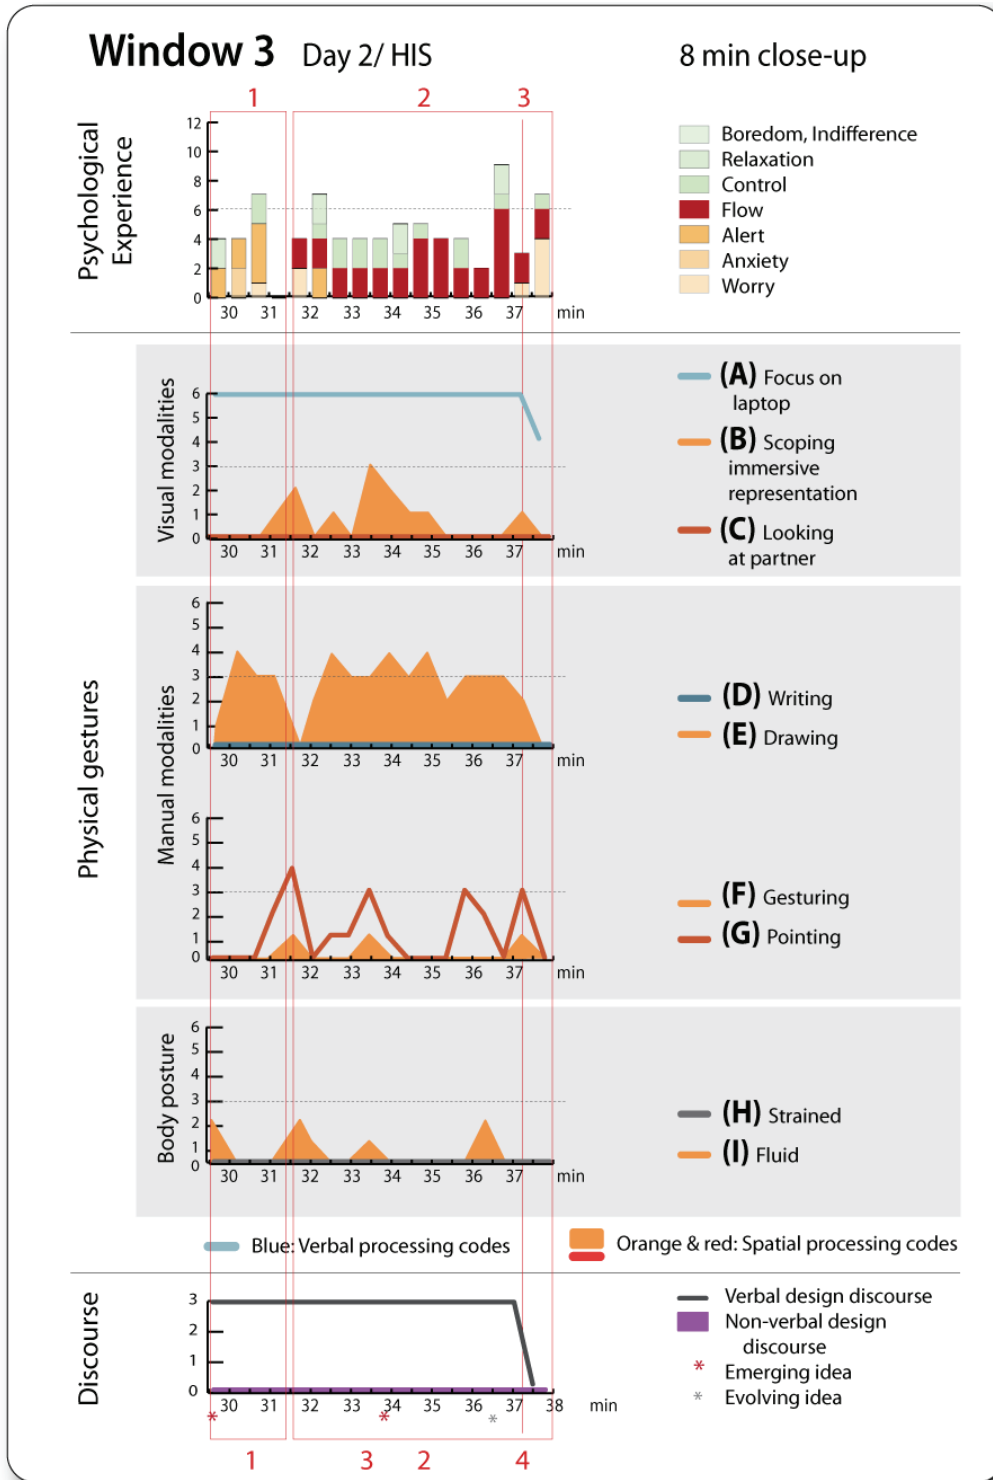 Window 3 Day 2/ HIS 8 min close-up
1 2 3
Psychological
Experience
12
10
8
6
4
2
0
30 31 32 33 34 35 36 37 min
Boredom, Indifference
Relaxation
Control
Flow
Alert
Anxiety
Worry
Physical gestures
Visual modalities
6
5
4
3
2
1
0
30 31 32 33 34 35 36 37 min
(A) Focus on
laptop
(B) Scoping
immersive
representation
(C) Looking
at partner
Manual modalities
6
5
4
3
2
1
0
30 31 32 33 34 35 36 37 min
(D) Writing
(E) Drawing
6
5
4
3
2
1
0
30 31 32 33 34 35 36 37 min
(F) Gesturing
(G) Pointing
Body posture
6
5
4
3
2
1
0
30 31 32 33 34 35 36 37 min
(H) Strained
(I) Fluid
Blue: Verbal processing codes
Orange & red: Spatial processing codes
Discourse
3
2
1
0
30 31 32 33 34 35 36 37 38 min
* * *
Verbal design discourse
Non-verbal design
discourse
* Emerging idea
* Evolving idea
1 3 2 4